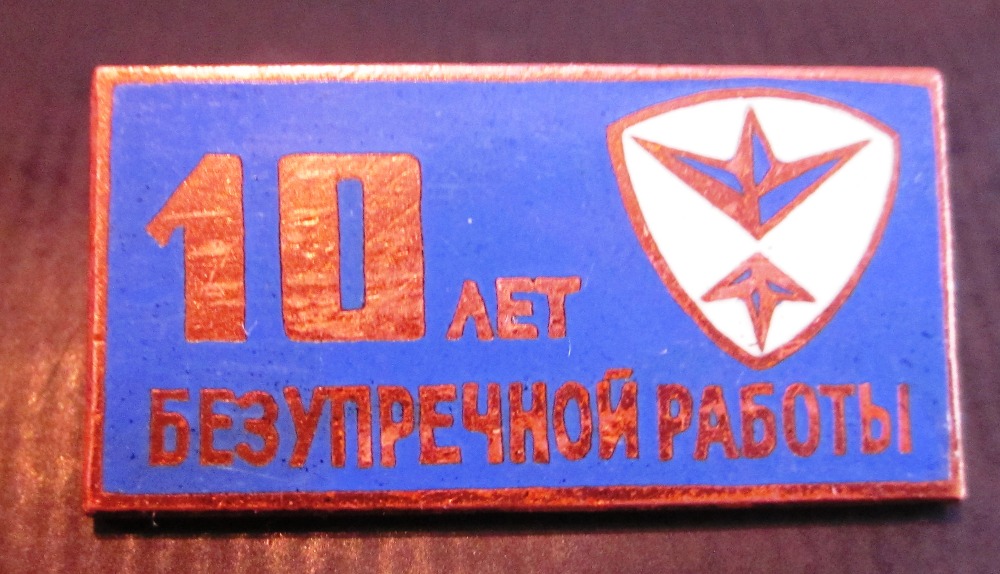 10 ЛЕТ
БЕЗУПРЕЧНОЙ РАБОТЫ